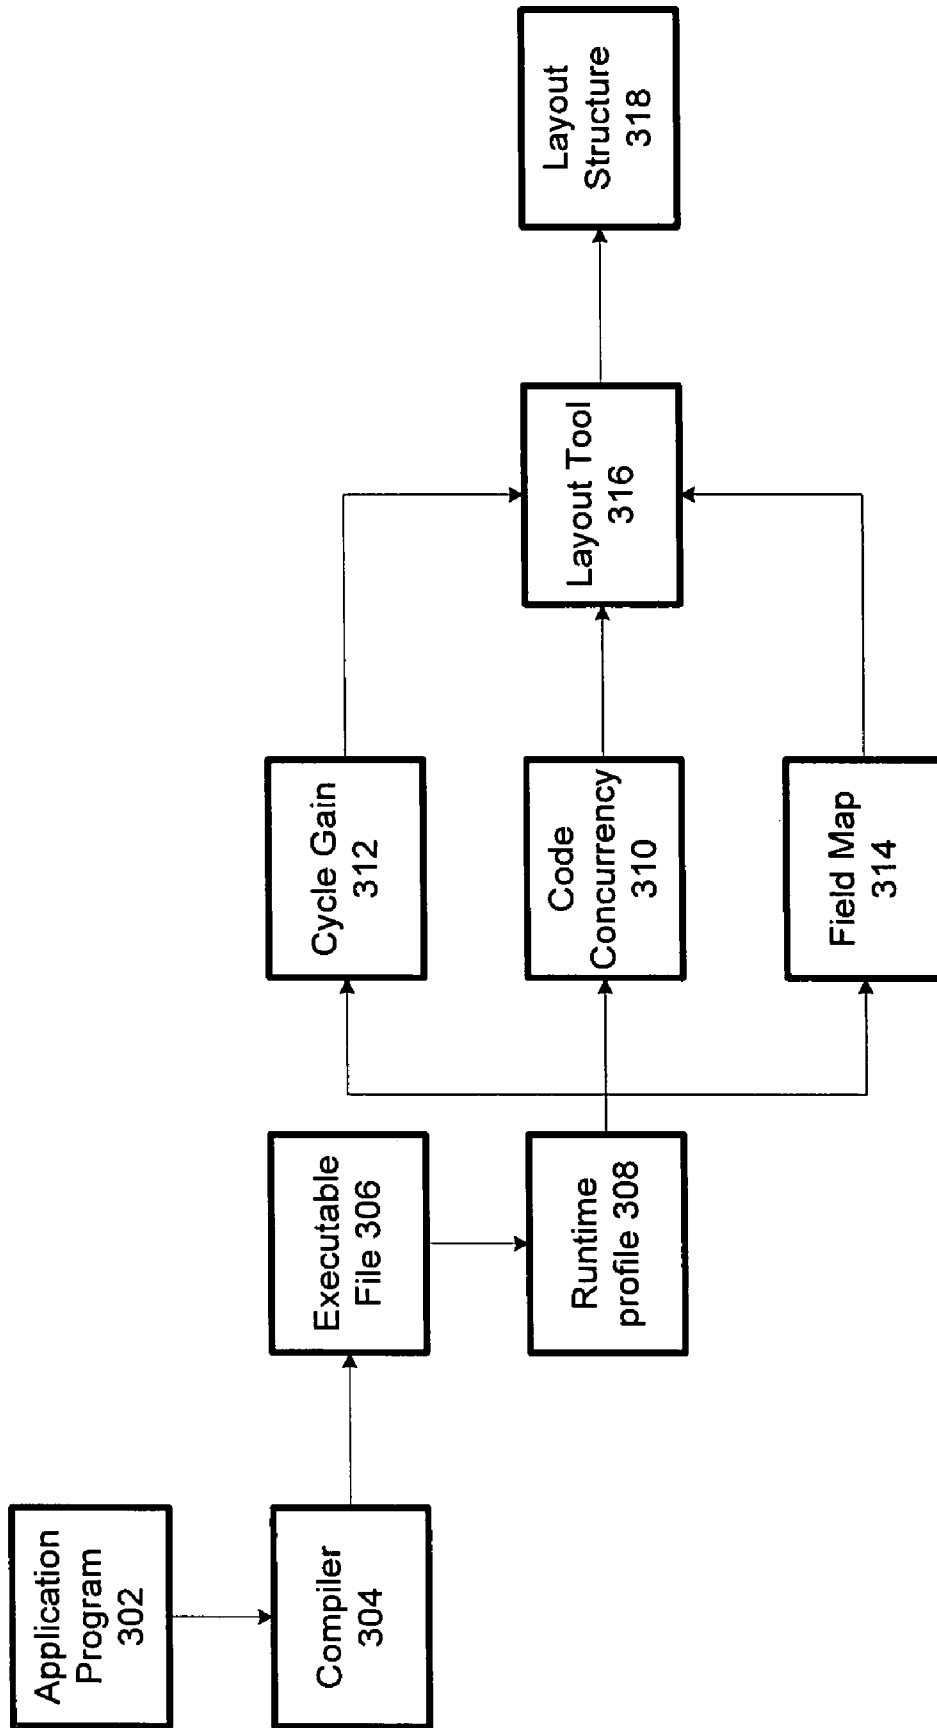 Application
Program
302
Compiler
304
Executable
File 306
Runtime
profile 308
Cycle Gain
312
Code
Concurrency
310
Field Map
314
Layout Tool
316
Layout
Structure
318